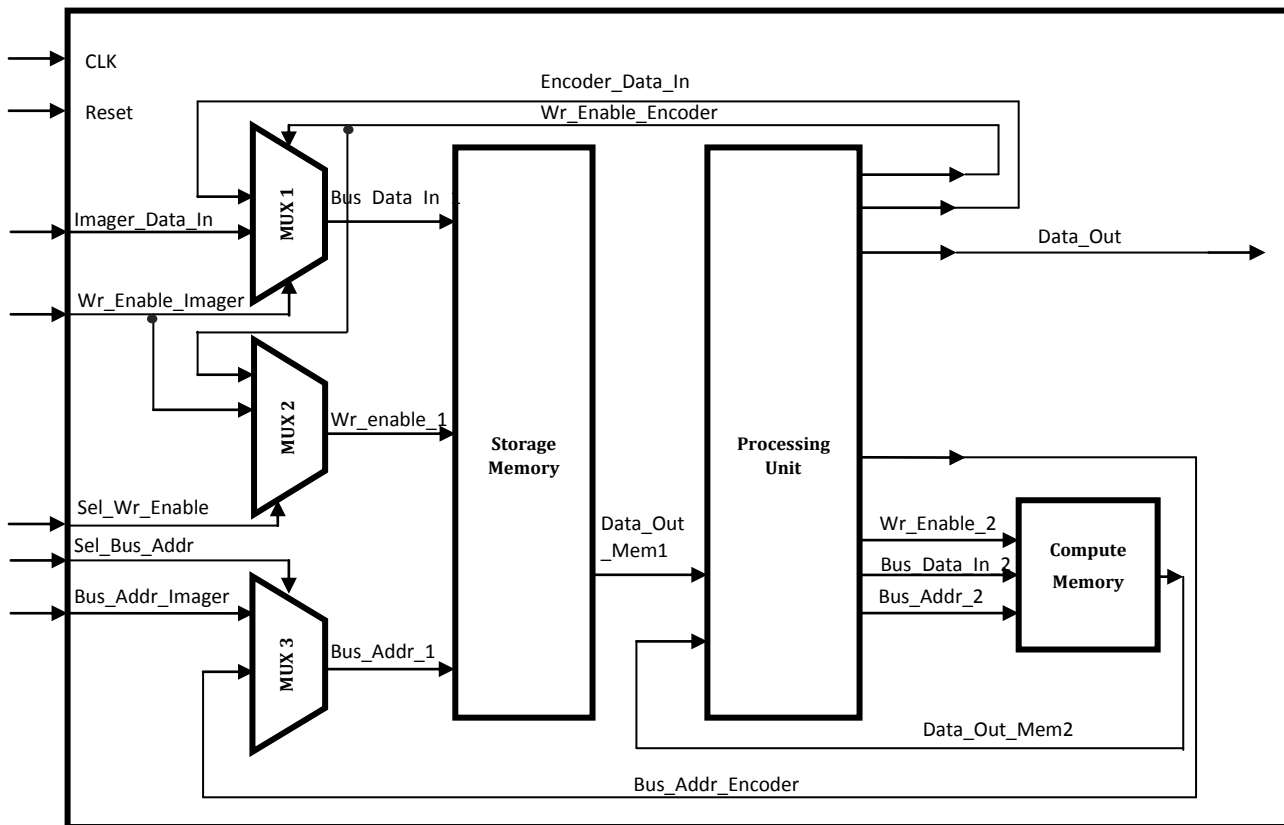 CLK
Encoder_Data_In
Reset
Wr_Enable_Encoder
MUX 1
Bus_Data_In_1
Imager_Data_In
Data_Out
Wr_Enable_Imager
MUX 2
Wr_enable_1
Storage
Memory
Processing
Unit
Sel_Wr_Enable
Data_Out
_Mem1
Wr_Enable_2
Sel_Bus_Addr
Bus_Data_In_2
Compute
Memory
Bus_Addr_Imager
Bus_Addr_2
MUX 3
Bus_Addr_1
Data_Out_Mem2
Bus_Addr_Encoder